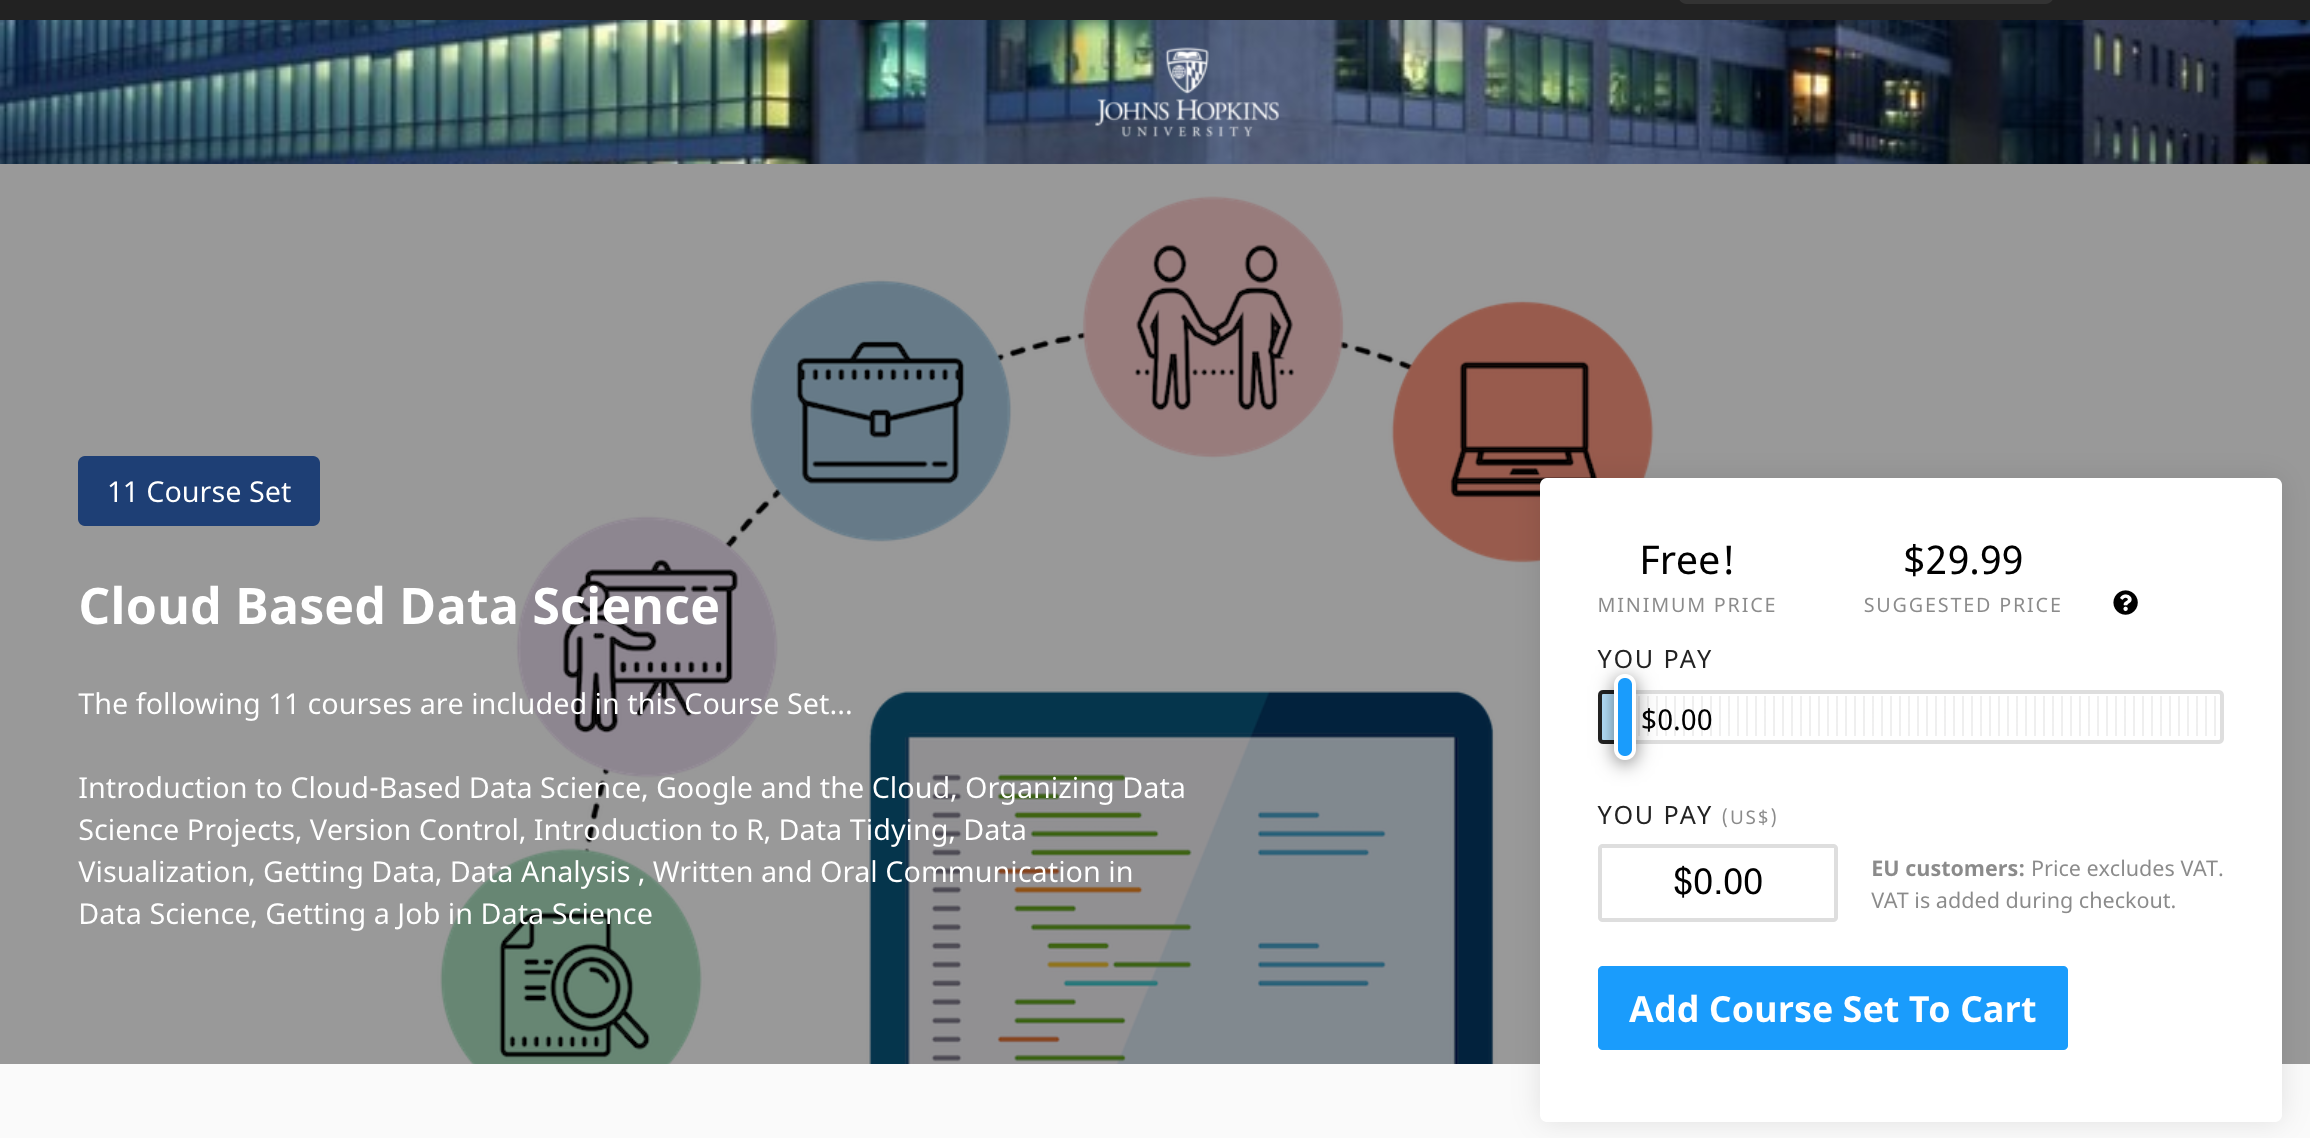 JOHNS HOPKINS
UNIVERSITY
11 Course Set
Cloud Based Data Science
The following 11 courses are included in this Course Set...
Introduction to Cloud-Based Data Science, Google and the Cloud, Organizing Data
Science Projects, Version Control, Introduction to R, Data Tidying, Data
Visualization, Getting Data, Data Analysis , Written and Oral Communication in
Data Science, Getting a Job in Data Science
Free!
MINIMUM PRICE
$29.99
SUGGESTED PRICE
?
YOU PAY
$0.00
YOU PAY (US$)
$0.00
EU customers: Price excludes VAT.
VAT is added during checkout.
Add Course Set To Cart